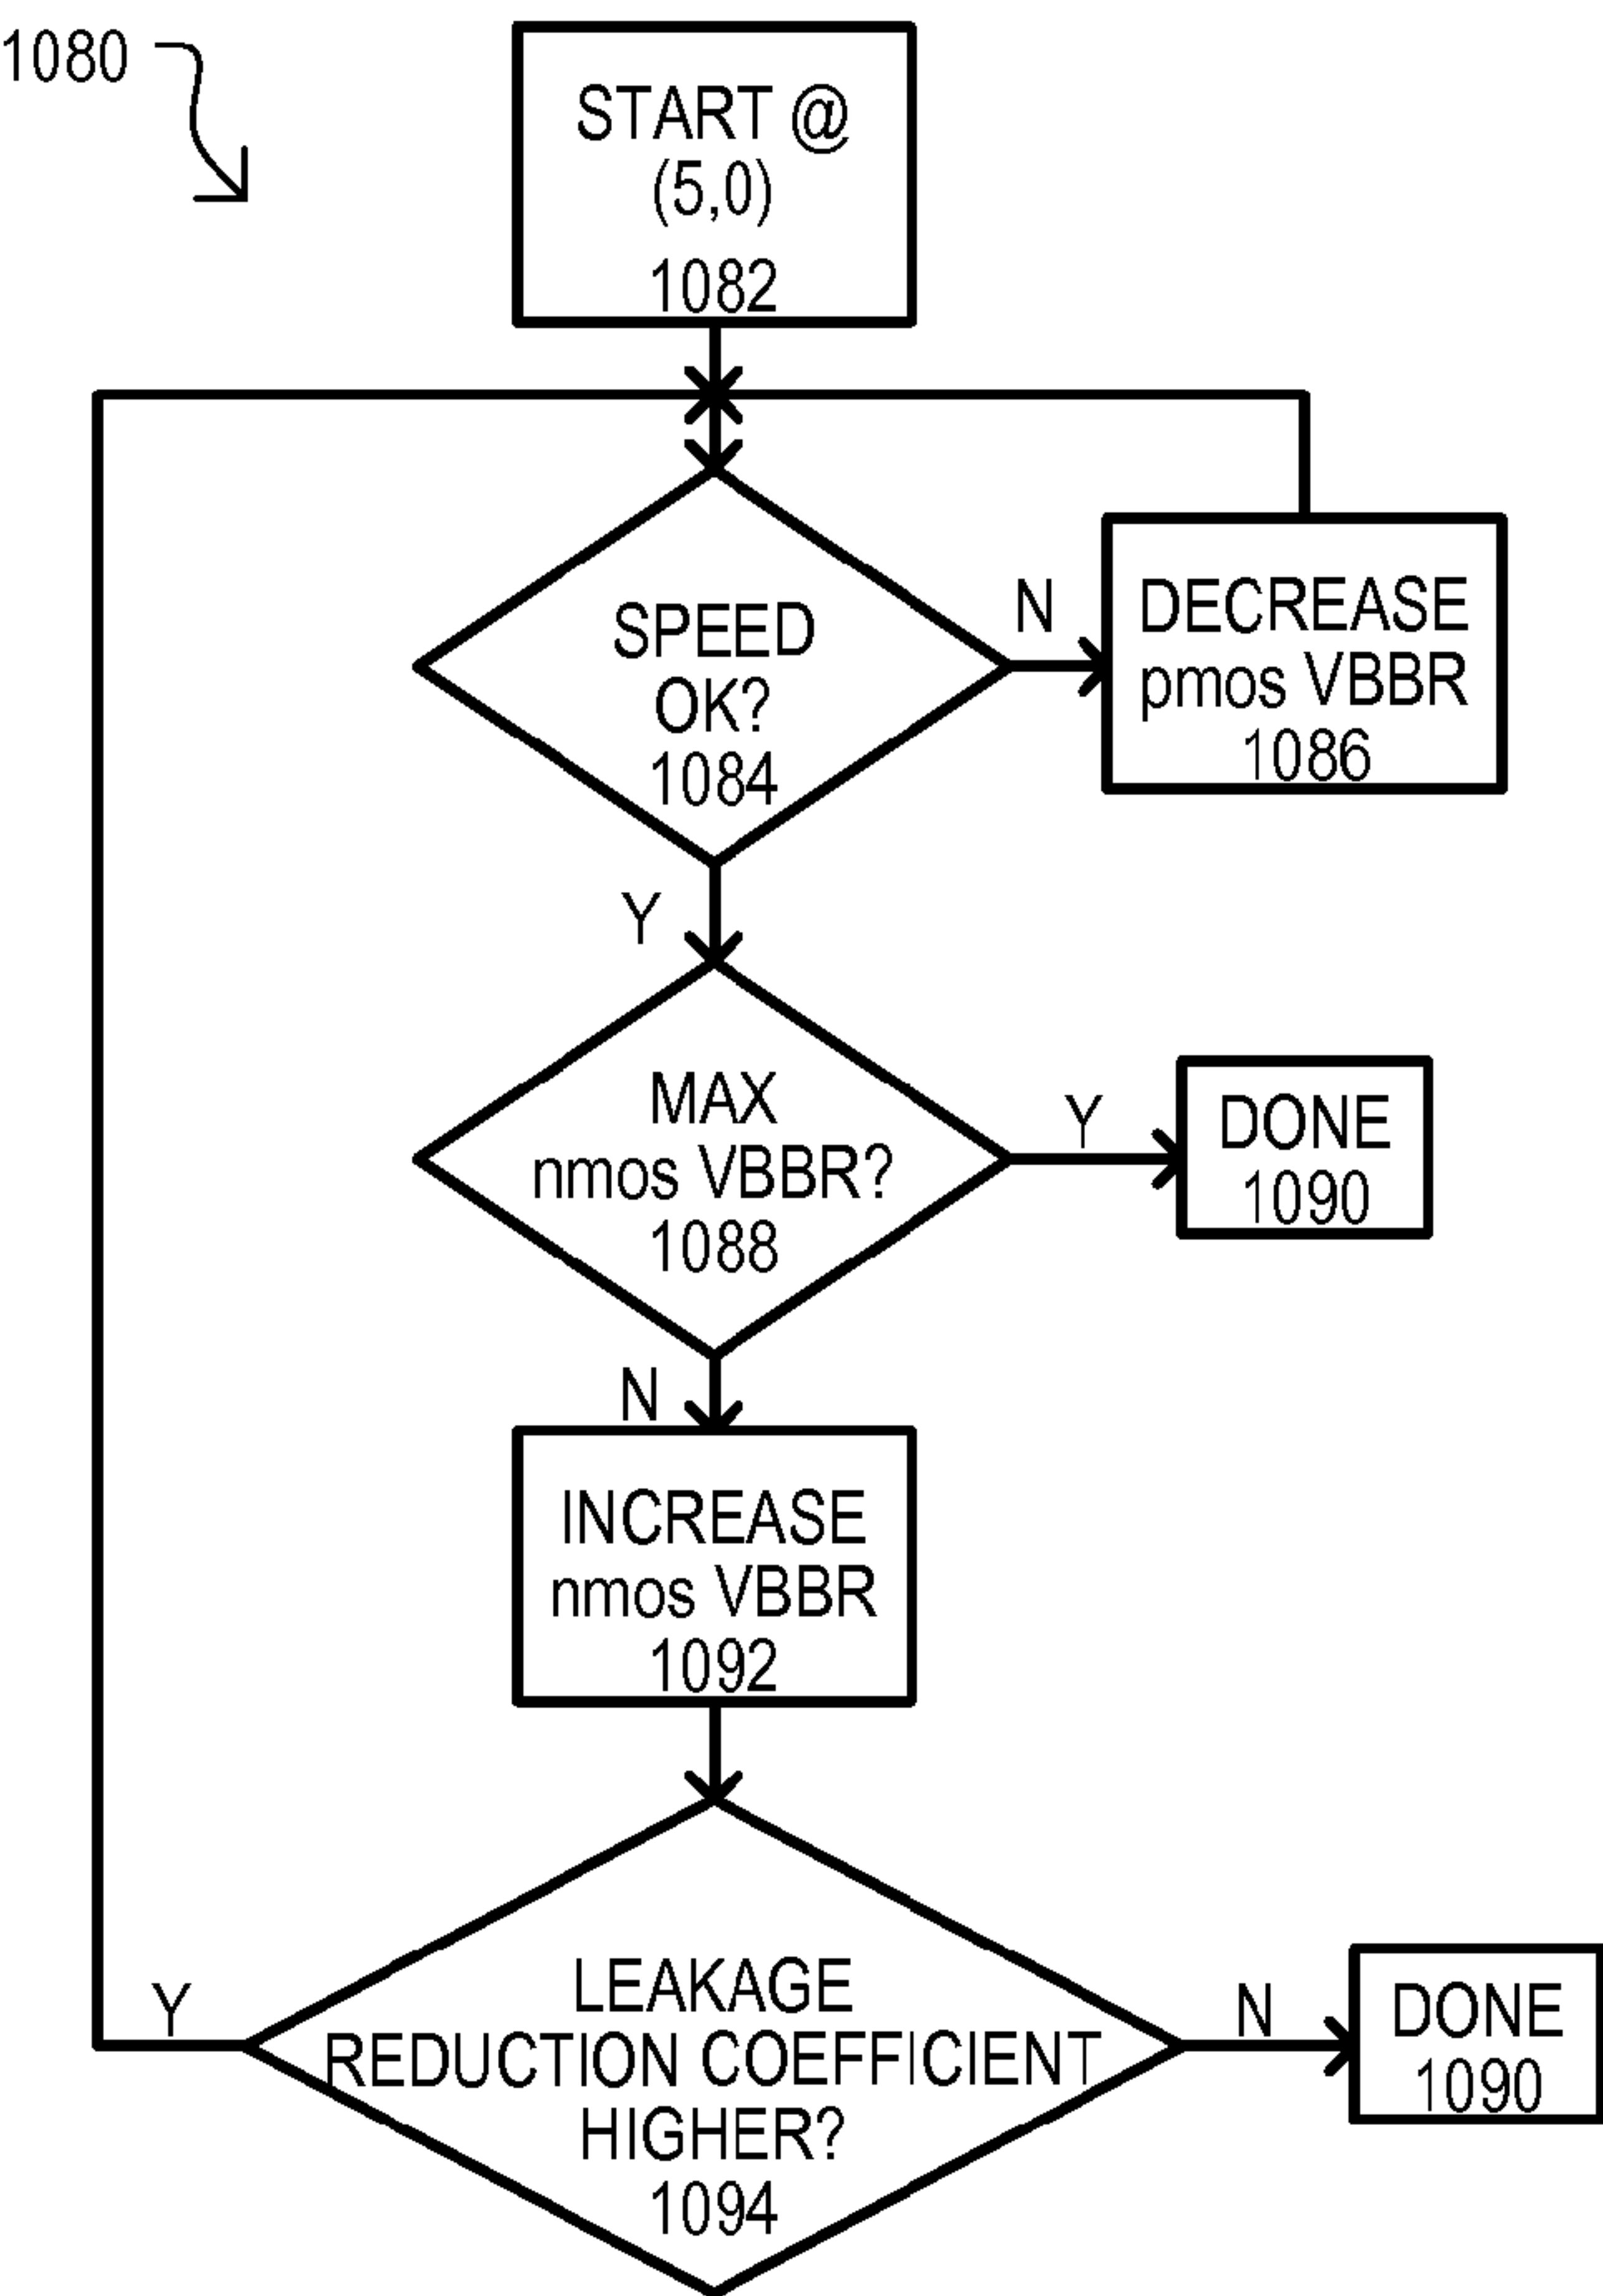 1080
START @
(5,0)
1082
SPEED
OK?
1084
N
DECREASE
pmos VBBR
1086
Y
MAX
nmos VBBR?
1088
Y
DONE
1090
N
INCREASE
nmos VBBR
1092
Y
LEAKAGE
REDUCTION COEFFICIENT
HIGHER?
1094
N
DONE
1090